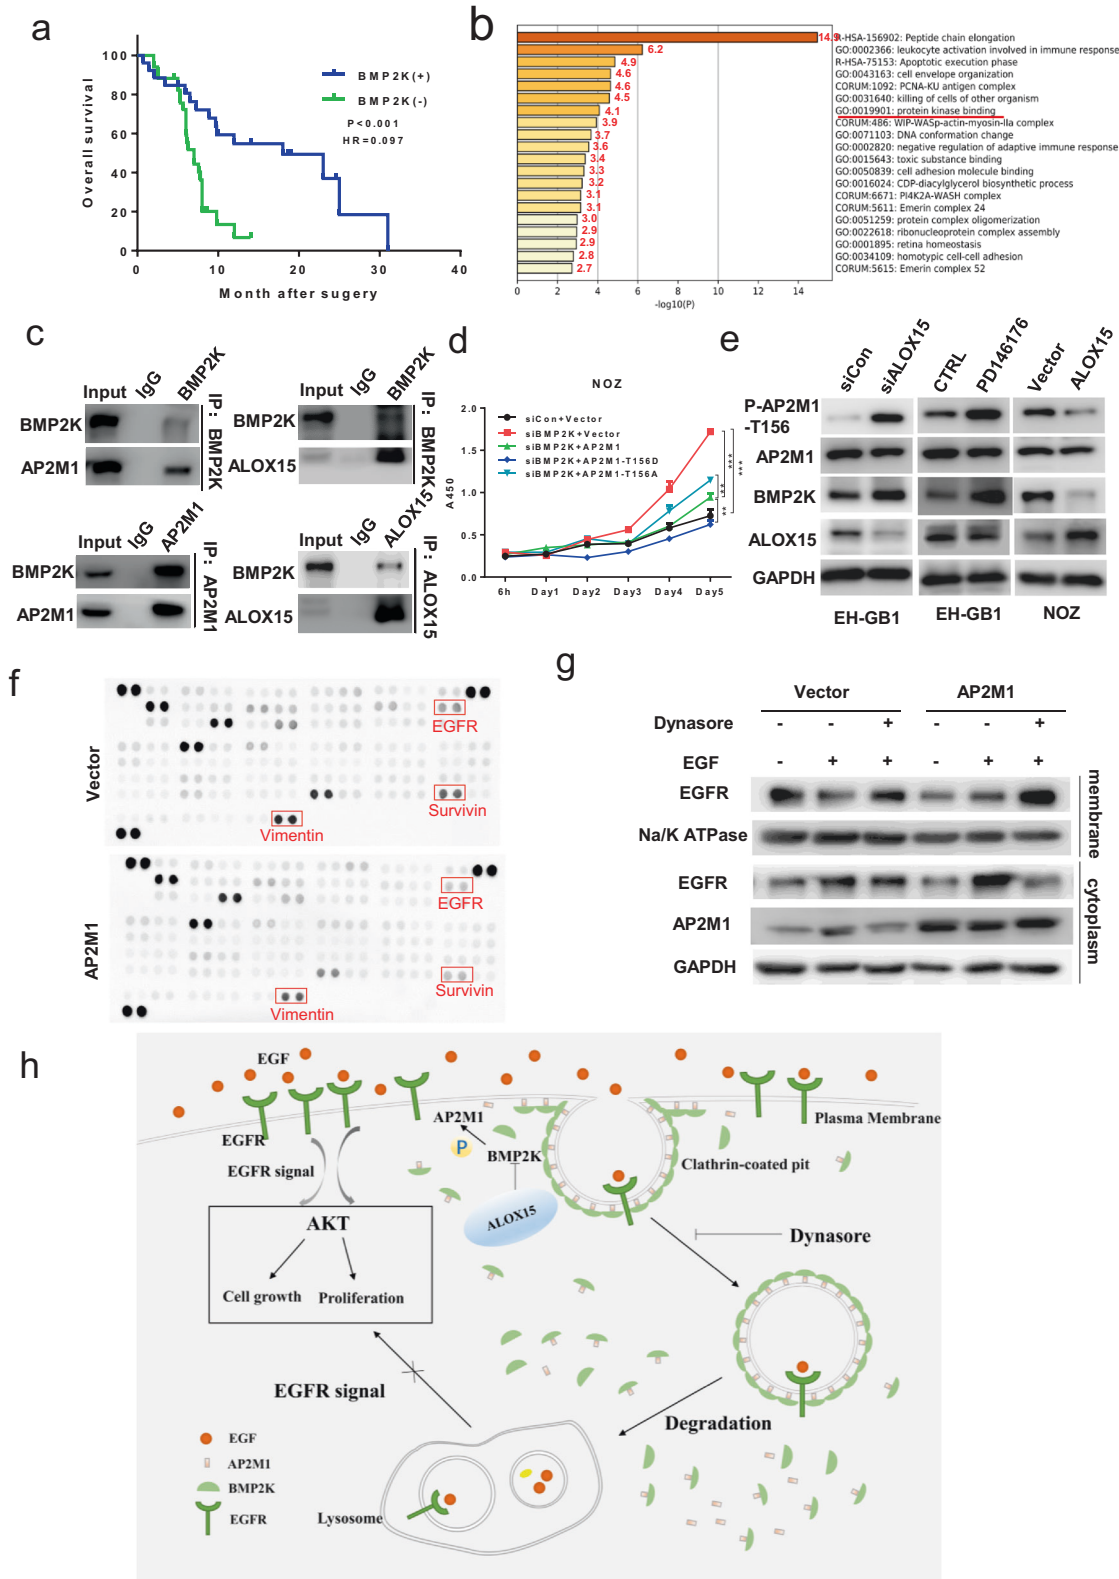 a
100
80
60
40
20
0
Overall survival
BMP2K(+)
BMP2K(-)
P<0.001
HR=0.097
0
10
20
30
40
Month after sugery
b
14.9
R-HSA-156902: Peptide chain elongation
6.2
GO:0002366: leukocyte activation involved in immune response
4.9
R-HSA-75153: Apoptotic execution phase
4.6
GO:0043163: cell envelope organization
4.6
CORUM:1092: PCNA-KU antigen complex
4.5
GO:0031640: killing of cells of other organism
4.1
GO:0019901: protein kinase binding
3.9
CORUM:486: WIP-WASp-actin-myosin-IIa complex
3.7
GO:0071103: DNA conformation change
3.6
GO:0002820: negative regulation of adaptive immune response
3.4
GO:0015643: toxic substance binding
3.3
GO:0050839: cell adhesion molecule binding
3.2
GO:0016024: CDP-diacylglycerol biosynthetic process
3.1
CORUM:6671: PI4K2A-WASH complex
3.1
CORUM:5611: Emerin complex 24
3.0
GO:0051259: protein complex oligomerization
2.9
GO:0022618: ribonucleoprotein complex assembly
2.9
GO:0001895: retina homeostasis
2.8
GO:0034109: homotypic cell-cell adhesion
2.7
CORUM:5615: Emerin complex 52
0
2
4
6
8
10
12
14
-log10(P)
c
Input
IgG
BMP2K
BMP2K
AP2M1
IP: BMP2K
Input
IgG
BMP2K
BMP2K
ALOX15
IP: BMP2K
Input
IgG
AP2M1
BMP2K
AP2M1
IP: AP2M1
Input
IgG
ALOX15
BMP2K
ALOX15
IP: ALOX15
d
NOZ
2.0
1.5
1.0
0.5
0.0
A450
siCon+Vector
siBMP2K+Vector
siBMP2K+AP2M1
siBMP2K+AP2M1-T156D
siBMP2K+AP2M1-T156A
**
**
***
***
6h
Day1
Day2
Day3
Day4
Day5
e
siCon
siALOX15
CTRL
PD146176
Vector
ALOX15
P-AP2M1
-T156
AP2M1
BMP2K
ALOX15
GAPDH
EH-GB1
EH-GB1
NOZ
f
Vector
EGFR
Survivin
Vimentin
AP2M1
EGFR
Survivin
Vimentin
g
Vector
AP2M1
Dynasore
- - + - - +
EGF
- + + - + +
EGFR
Na/K ATPase
membrane
EGFR
AP2M1
GAPDH
cytoplasm
h
EGF
EGFR
EGFR signal
AKT
Cell growth
Proliferation
AP2M1
P
BMP2K
ALOX15
Plasma Membrane
Clathrin-coated pit
Dynasore
Degradation
EGFR signal
Lysosome
EGF
AP2M1
BMP2K
EGFR